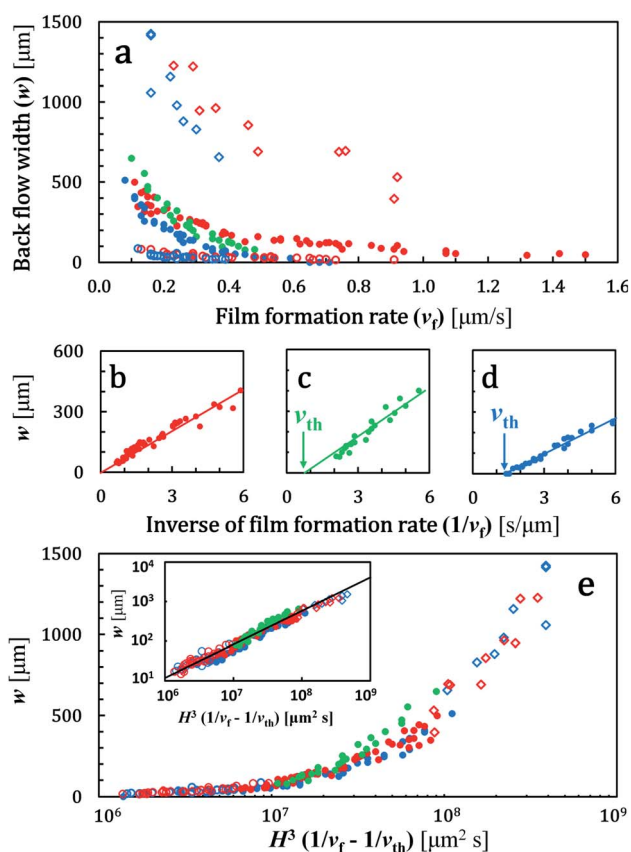 a
1500
1000
500
0
Back flow width (w) [μm]
0.0 0.2 0.4 0.6 0.8 1.0 1.2 1.4 1.6
Film formation rate (vf) [μm/s]
600
300
0
w [μm]
b
c
d
vth
vth
0 3 6
0 2 4 6
0 2 4 6
Inverse of film formation rate (1/vf) [s/μm]
1500
1000
500
0
w [μm]
e
10⁴
10³
10²
10¹
w [μm]
10⁶ 10⁷ 10⁸ 10⁹
H³ (1/vf - 1/vth) [μm² s]
10⁶ 10⁷ 10⁸ 10⁹
H³ (1/vf - 1/vth) [μm² s]